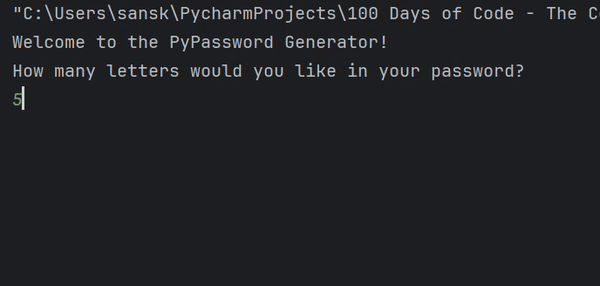 "C:\Users\sansk\PycharmProjects\100 Days of Code - The C
Welcome to the PyPassword Generator!
How many letters would you like in your password?
5